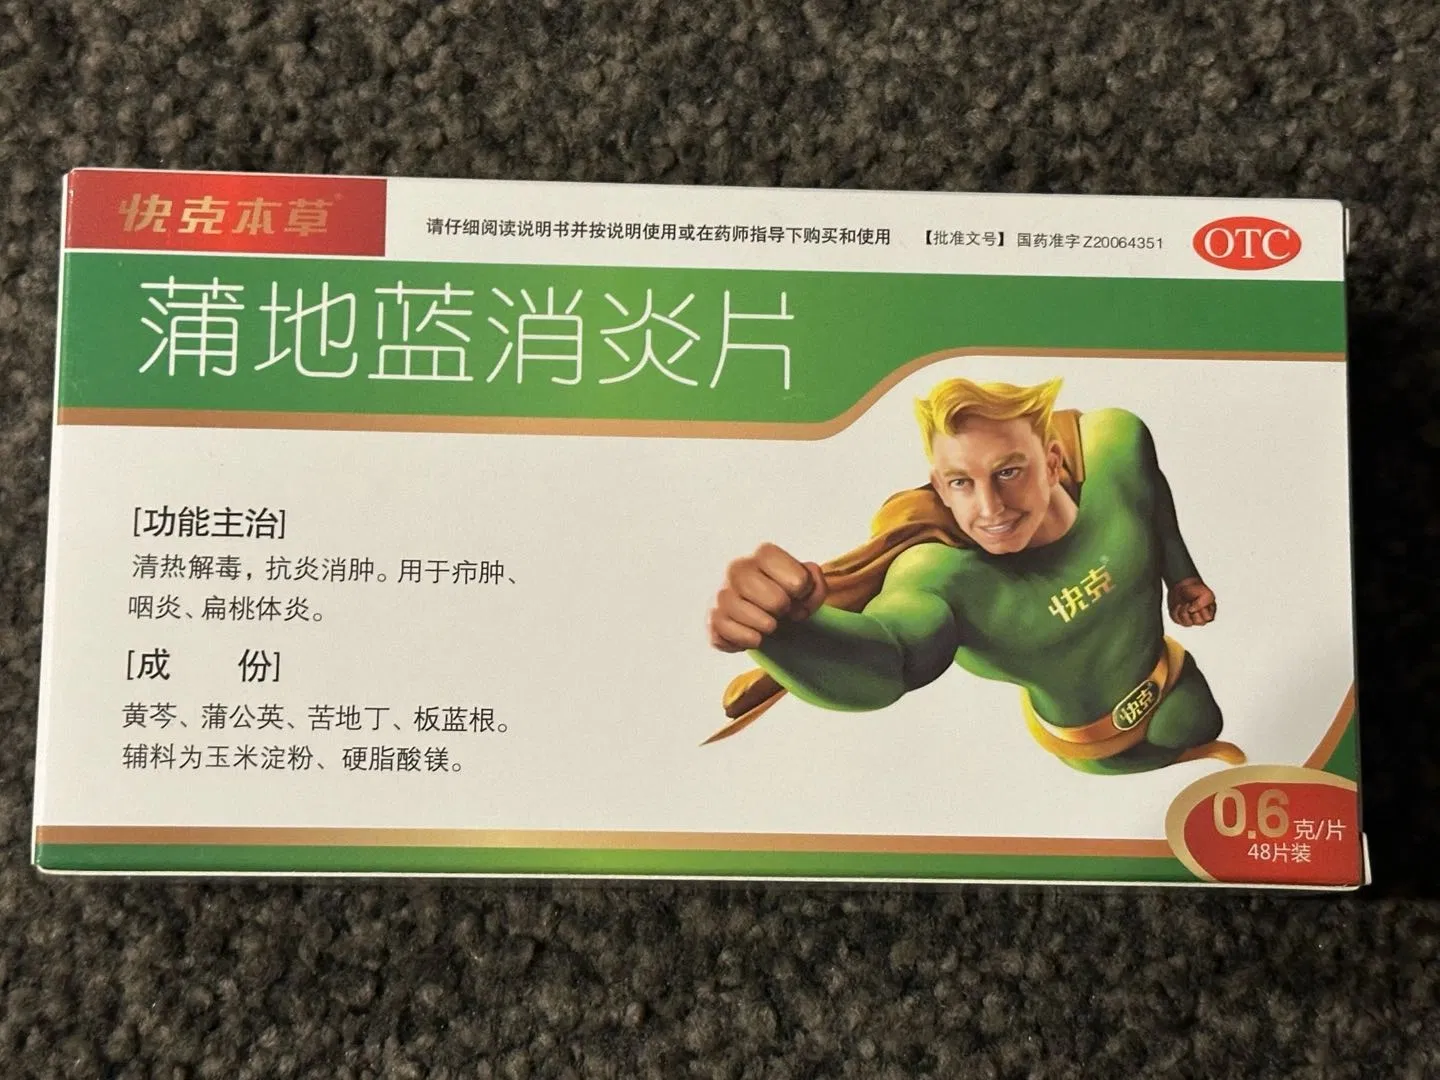 快克本草®
请仔细阅读说明书并按说明使用或在药师指导下购买和使用 【批准文号】 国药准字Z20064351
OTC
蒲地蓝消炎片
[功能主治]
清热解毒，抗炎消肿。用于疖肿、
咽炎、扁桃体炎。
[成 份]
黄芩、蒲公英、苦地丁、板蓝根。
辅料为玉米淀粉、硬脂酸镁。
快克®
快克®
0.6克/片
48片装